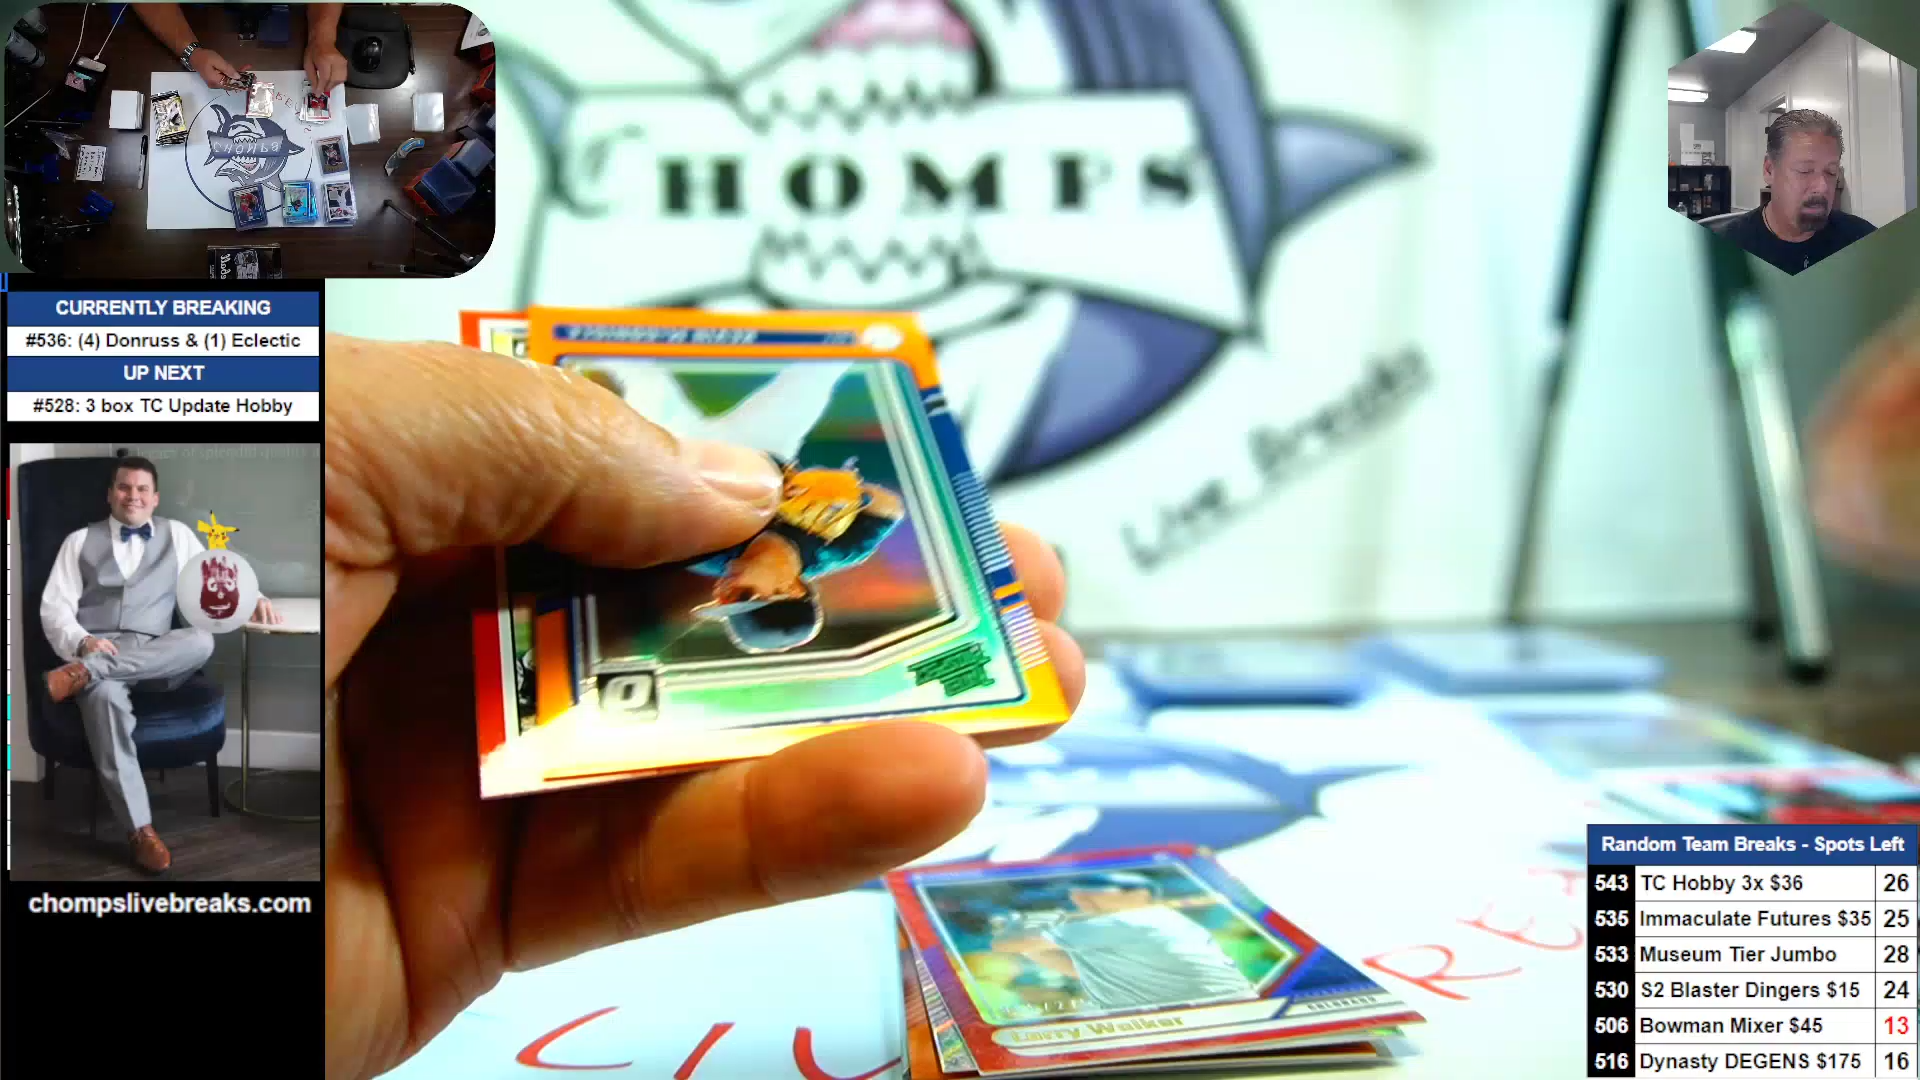 CHOMPS
Live Breaks
CURRENTLY BREAKING
#536: (4) Donruss & (1) Eclectic
UP NEXT
#528: 3 box TC Update Hobby
chompslivebreaks.com
Larry Walker
COLORADO
Random Team Breaks - Spots Left
543 TC Hobby 3x $36 26
535 Immaculate Futures $35 25
533 Museum Tier Jumbo 28
530 S2 Blaster Dingers $15 24
506 Bowman Mixer $45 13
516 Dynasty DEGENS $175 16